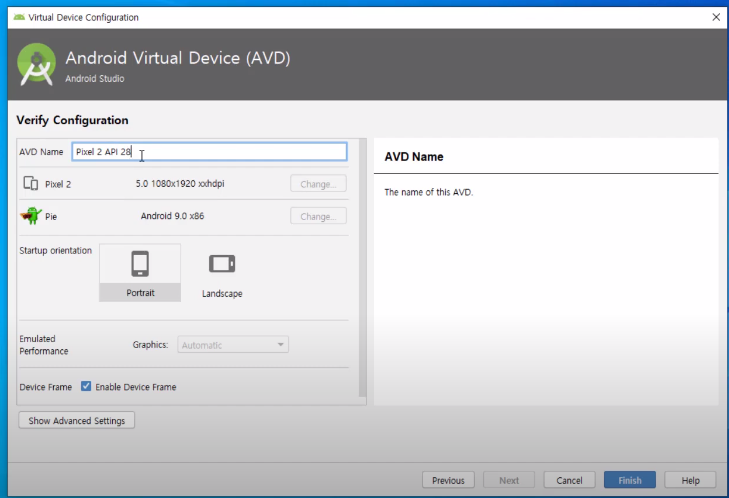 Virtual Device Configuration
Android Virtual Device (AVD)
Android Studio
Verify Configuration
AVD Name Pixel 2 API 28
Pixel 2 5.0 1080x1920 xxhdpi Change...
Pie Android 9.0 x86 Change...
Startup orientation
Portrait Landscape
Emulated
Performance
Graphics: Automatic
Device Frame Enable Device Frame
Show Advanced Settings
AVD Name
The name of this AVD.
Previous Next Cancel Finish Help